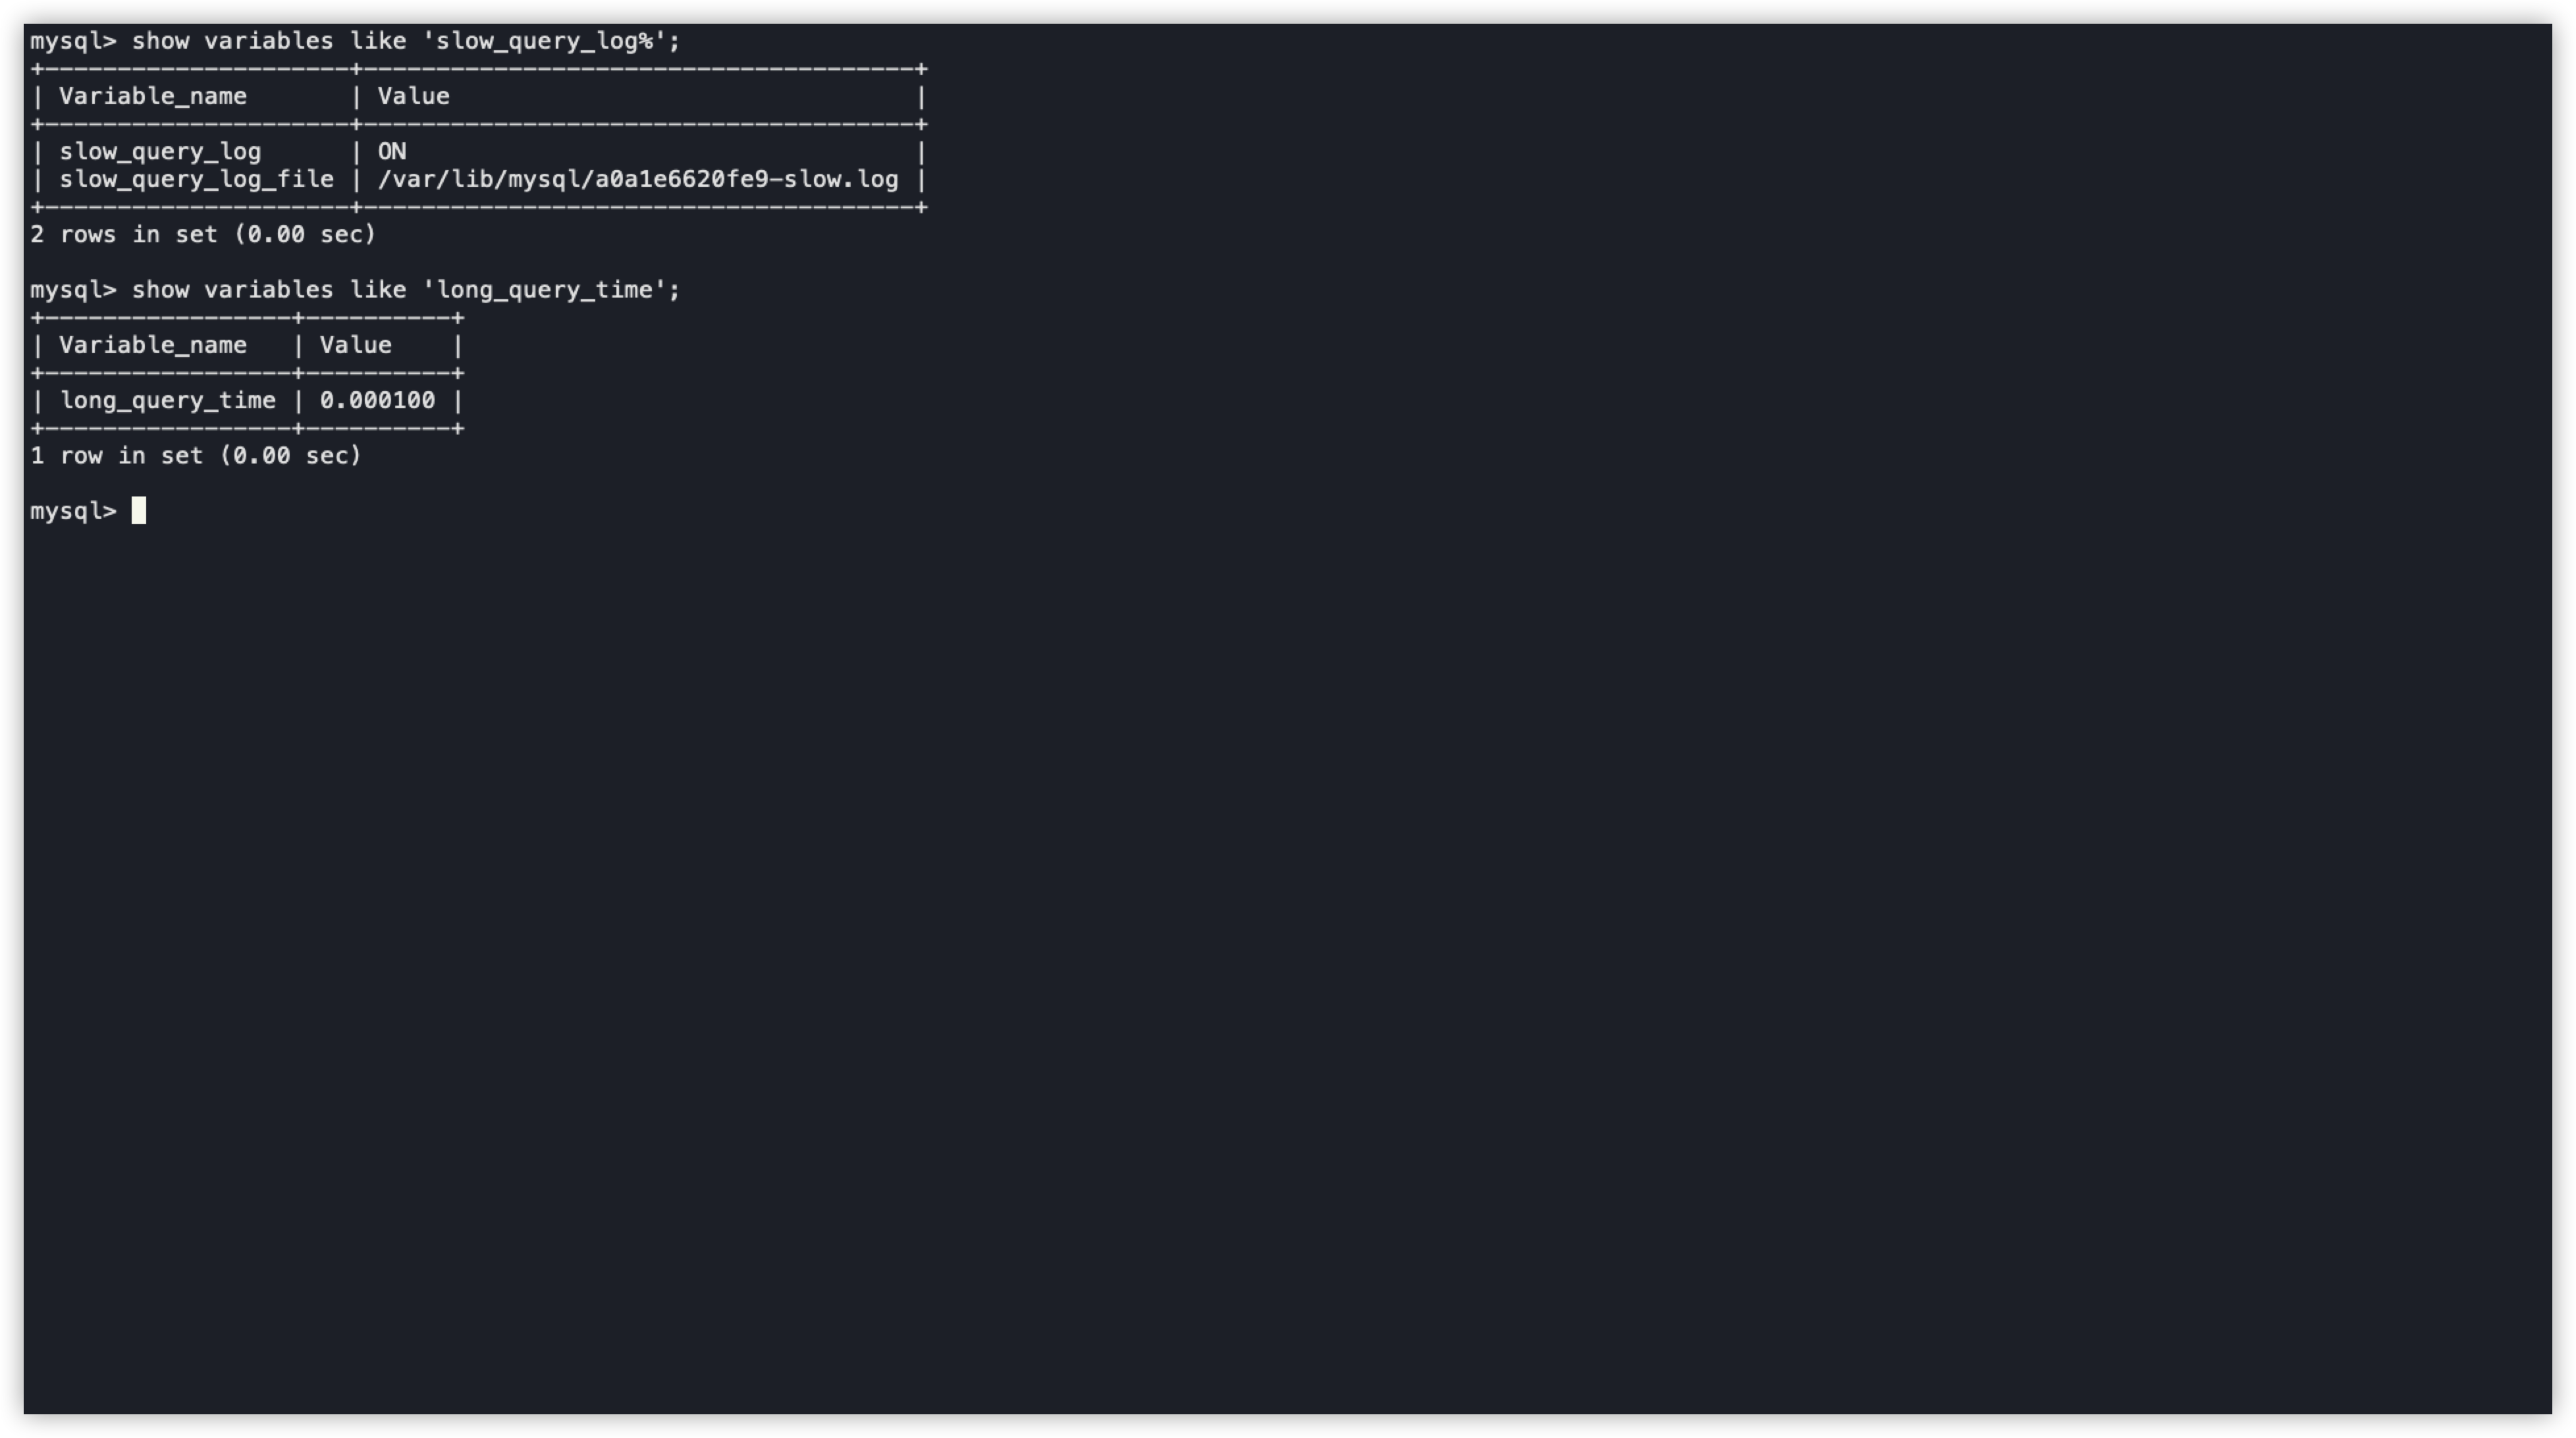 mysql> show variables like 'slow_query_log%';
+---------------------+--------------------------------------+
| Variable_name       | Value                                |
+---------------------+--------------------------------------+
| slow_query_log      | ON                                   |
| slow_query_log_file | /var/lib/mysql/a0a1e6620fe9-slow.log |
+---------------------+--------------------------------------+
2 rows in set (0.00 sec)

mysql> show variables like 'long_query_time';
+-----------------+----------+
| Variable_name   | Value    |
+-----------------+----------+
| long_query_time | 0.000100 |
+-----------------+----------+
1 row in set (0.00 sec)

mysql>